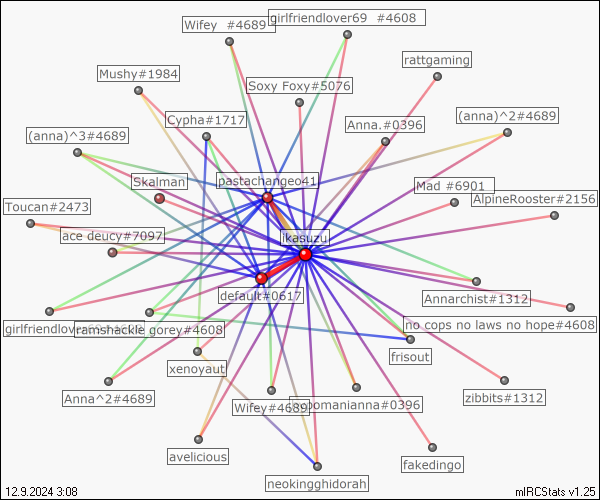 Wifey #4689
girlfriendlover69 #4608
rattgaming
Mushy#1984
Soxy Foxy#5076
Cypha#1717
Anna.#0396
(anna)^2#4689
(anna)^3#4689
pastachangeo41
Skalman
Mad #6901
AlpineRooster#2156
Toucan#2473
ace deucy#7097
ikasuzu
default#0617
Annarchist#1312
girlfriendlover
ramshackle gorey#4608
no cops no laws no hope#4608
frisout
xenoyaut
Anna^2#4689
Wifey#4689
pomanianna#0396
zibbits#1312
avelicious
fakedingo
neokingghidorah
12.9.2024 3:08
mIRCStats v1.25